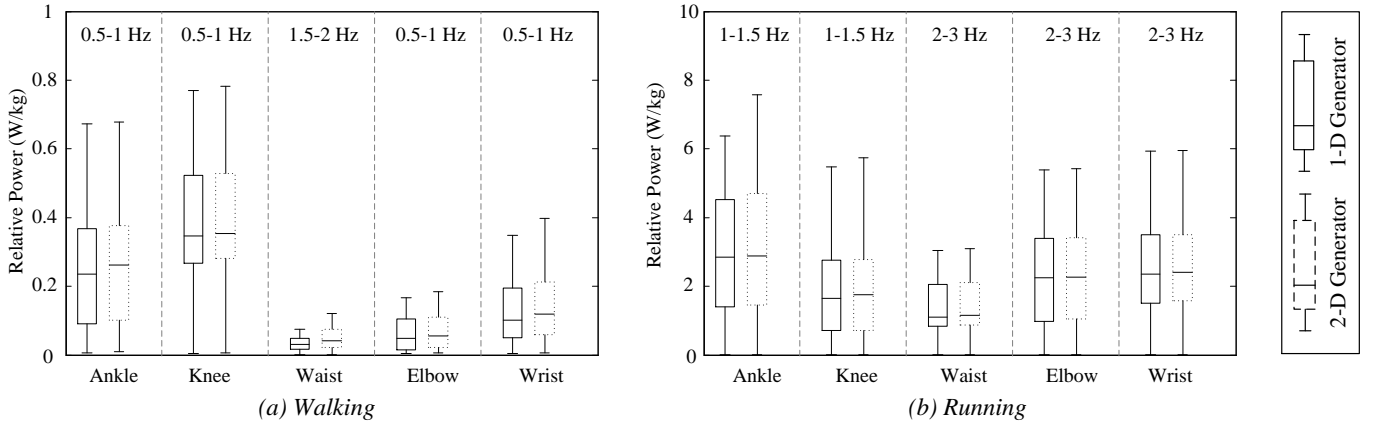 1
0.8
0.6
0.4
0.2
0
Relative Power (W/kg)
0.5-1 Hz
0.5-1 Hz
1.5-2 Hz
0.5-1 Hz
0.5-1 Hz
Ankle
Knee
Waist
Elbow
Wrist
(a) Walking
10
8
6
4
2
0
Relative Power (W/kg)
1-1.5 Hz
1-1.5 Hz
2-3 Hz
2-3 Hz
2-3 Hz
Ankle
Knee
Waist
Elbow
Wrist
(b) Running
1-D Generator
2-D Generator